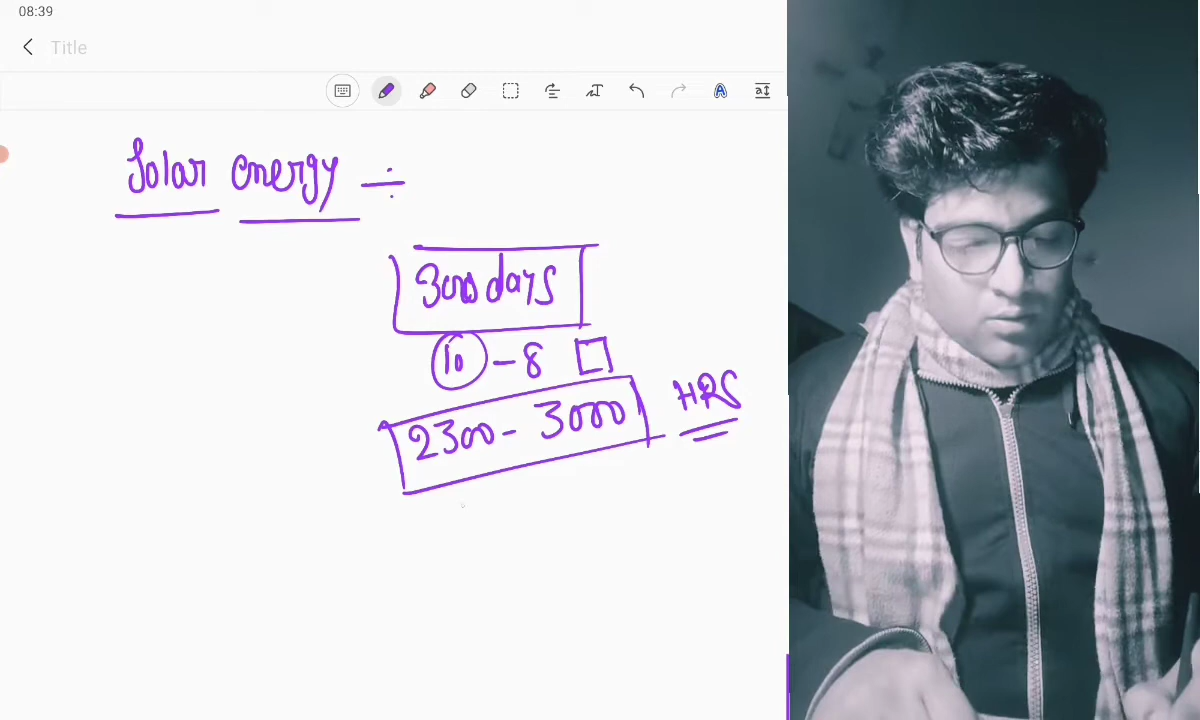 08:39
Title
Solar energy ÷
300 days
10 - 8
2300 - 3000 HRS